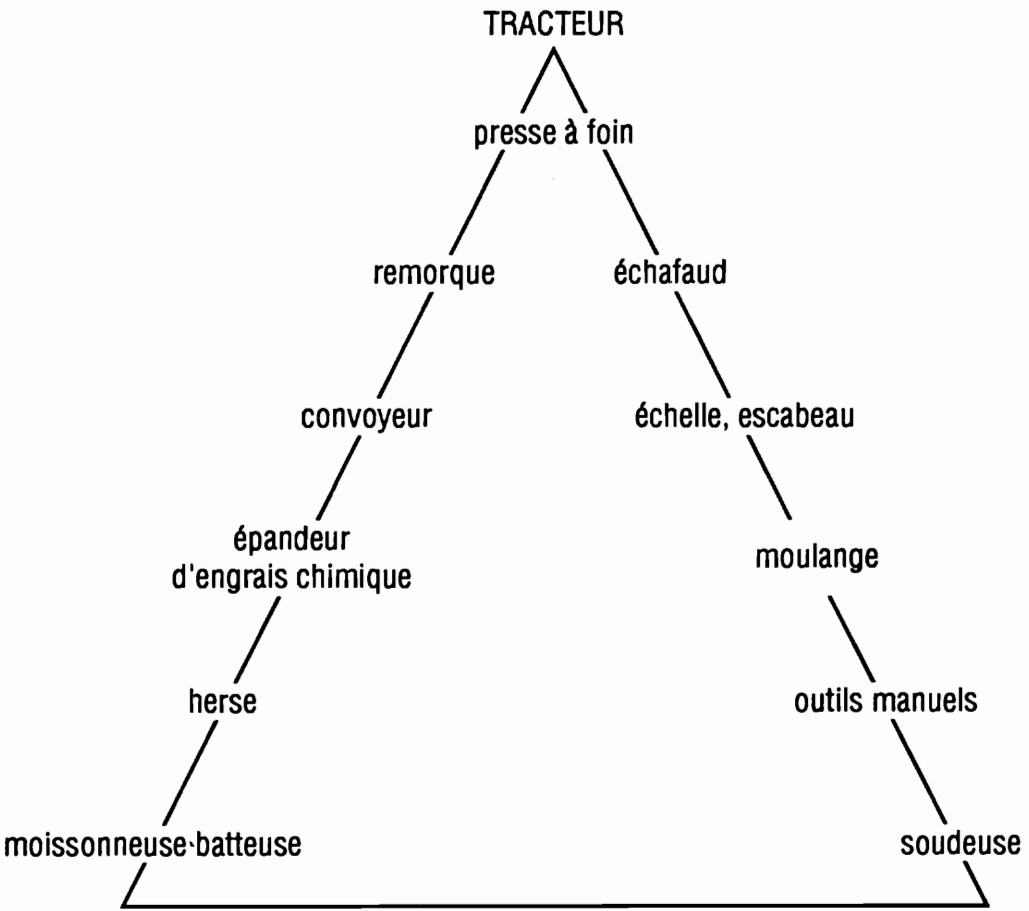 TRACTEUR
presse à foin
remorque
échafaud
convoyeur
échelle, escabeau
épandeur
d'engrais chimique
moulange
herse
outils manuels
moissonneuse-batteuse
soudeuse